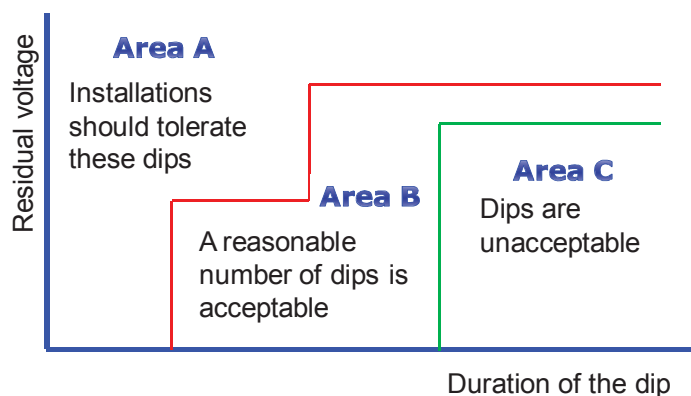 Residual voltage
Area A
Installations
should tolerate
these dips
Area B
A reasonable
number of dips is
acceptable
Area C
Dips are
unacceptable
Duration of the dip